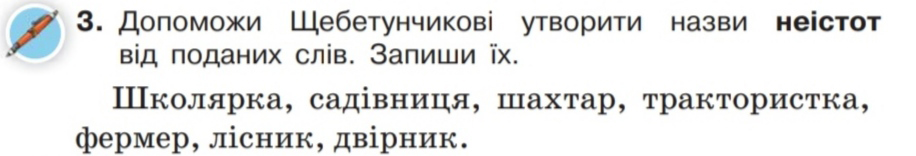 3. Допоможи Щебетунчикові утворити назви неістот
від поданих слів. Запиши їх.
Школярка, садівниця, шахтар, трактористка,
фермер, лісник, двірник.